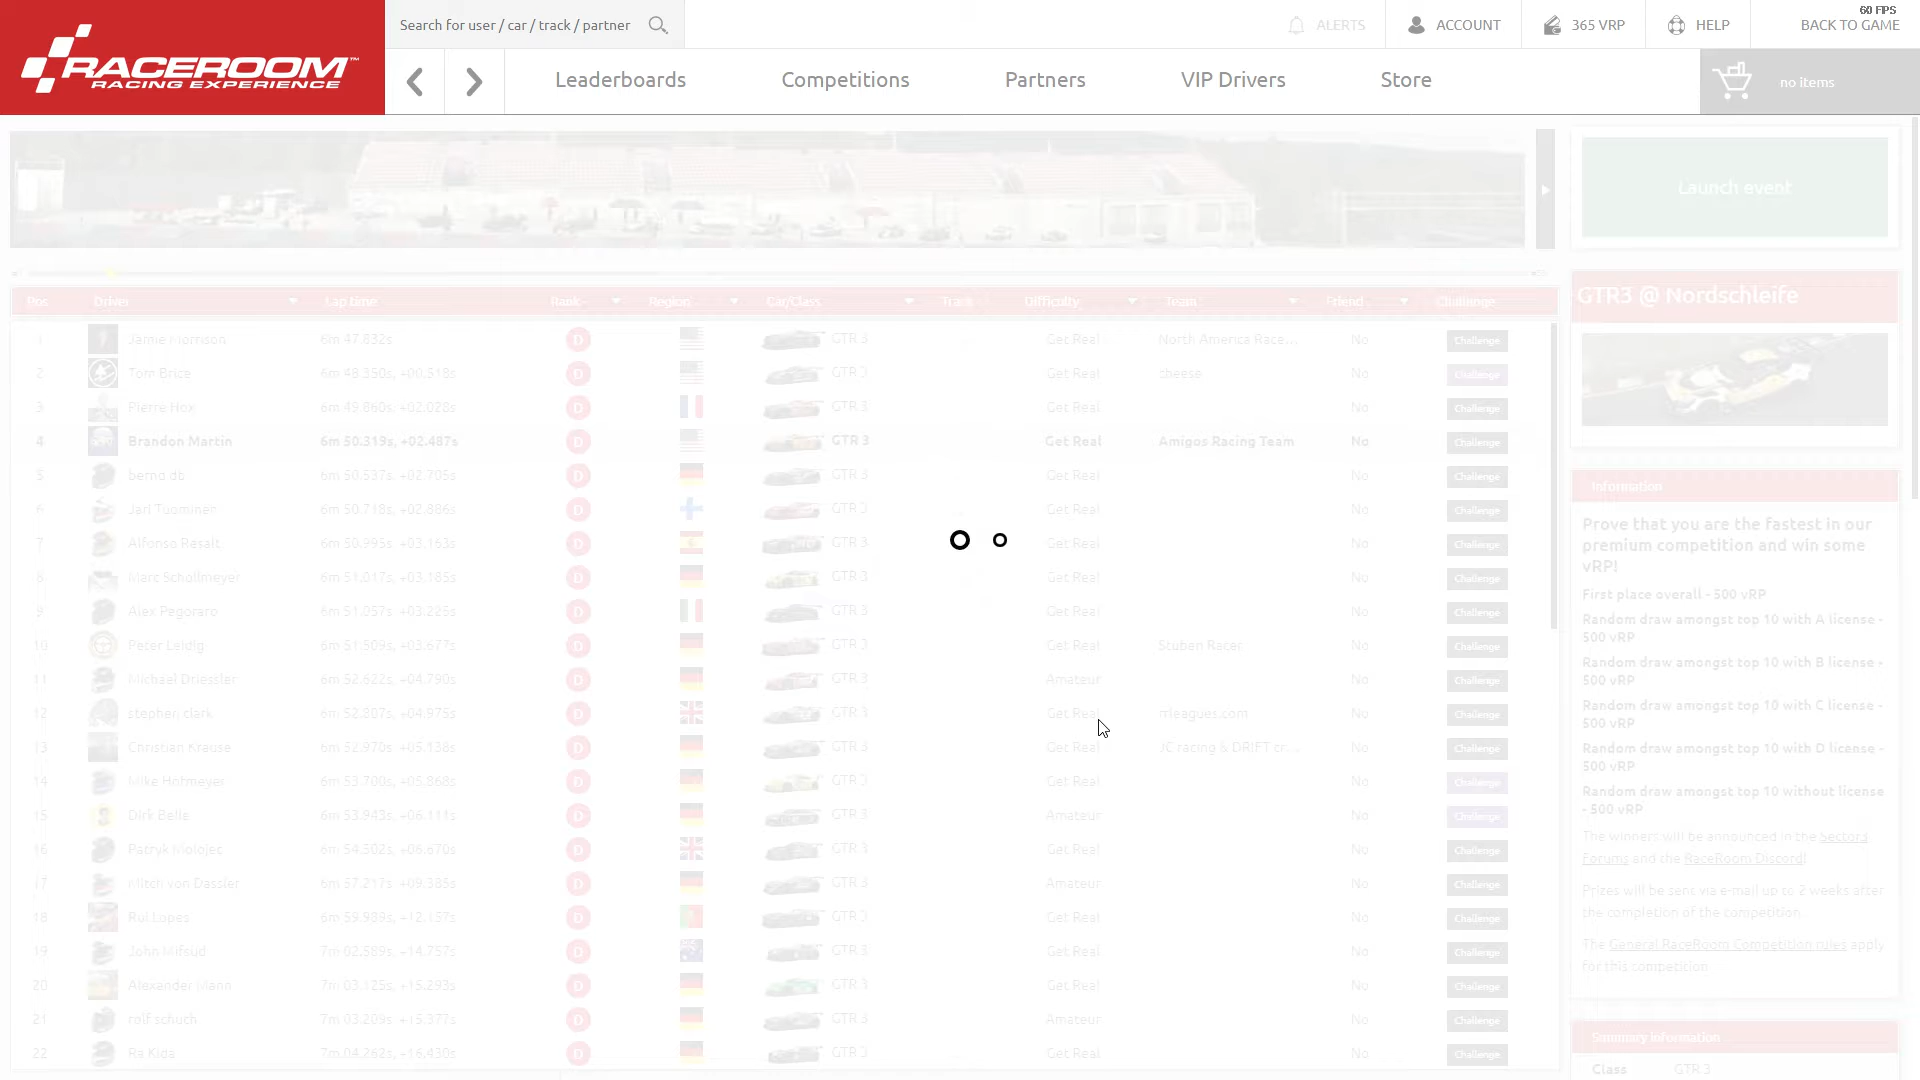 60 FPS
Search for user / car / track / partner
ALERTS
ACCOUNT
365 VRP
HELP
BACK TO GAME
RACEROOM™
RACING EXPERIENCE
Leaderboards
Competitions
Partners
VIP Drivers
Store
no items
Launch event
Pos Driver Lap time Rank Region Car/Class Track Difficulty Team Friend Challenge
1 Jamie Morrison 6m 47.832s D GTR 3 Get Real North America Race... No Challenge
2 Tom Brice 6m 48.350s, +00.518s D GTR 3 Get Real cheese No Challenge
3 Pierre Hox 6m 49.860s, +02.028s D GTR 3 Get Real No Challenge
4 Brandon Martin 6m 50.319s, +02.487s D GTR 3 Get Real Amigos Racing Team No Challenge
5 bernd dt 6m 50.537s, +02.705s D GTR 3 Get Real No Challenge
6 Jari Tuominen 6m 50.718s, +02.886s D GTR 3 Get Real No Challenge
7 Alfonso Resalt 6m 50.995s, +03.163s D GTR 3 Get Real No Challenge
8 Marc Schollmeyer 6m 51.017s, +03.185s D GTR 3 Get Real No Challenge
9 Alex Pegoraro 6m 51.057s, +03.225s D GTR 3 Get Real No Challenge
10 Peter Leidig 6m 51.509s, +03.677s D GTR 3 Get Real Stuben Racer No Challenge
11 Michael Driessler 6m 52.622s, +04.790s D GTR 3 Amateur No Challenge
12 stephen clark 6m 52.807s, +04.975s D GTR 3 Get Real rrleagues.com No Challenge
13 Christian Krause 6m 52.970s, +05.138s D GTR 3 Get Real JC racing & DRIFT cr... No Challenge
14 Mike Hofmeyer 6m 53.700s, +05.868s D GTR 3 Get Real No Challenge
15 Dirk Belle 6m 53.943s, +06.111s D GTR 3 Amateur No Challenge
16 Patryk Molojec 6m 54.502s, +06.670s D GTR 3 Get Real No Challenge
17 Mitch von Dassler 6m 57.217s, +09.385s D GTR 3 Amateur No Challenge
18 Rui Lopes 6m 59.989s, +12.157s D GTR 3 Get Real No Challenge
19 John Mifsud 7m 02.589s, +14.757s D GTR 3 Get Real No Challenge
20 Alexander Mann 7m 03.125s, +15.293s D GTR 3 Get Real No Challenge
21 rolf schuch 7m 03.209s, +15.377s D GTR 3 Amateur No Challenge
22 Ra Kida 7m 04.262s, +16.430s D GTR 3 Get Real No Challenge
GTR3 @ Nordschleife
Information
Prove that you are the fastest in our
premium competition and win some
vRP!
First place overall - 500 vRP
Random draw amongst top 10 with A license -
500 vRP
Random draw amongst top 10 with B license -
500 vRP
Random draw amongst top 10 with C license -
500 vRP
Random draw amongst top 10 with D license -
500 vRP
Random draw amongst top 10 without license
- 500 vRP
The winners will be announced in the Sector3
Forums and the RaceRoom Discord!
Prizes will be sent via e-mail up to 2 weeks after
the completion of the competition.
The General RaceRoom Competition rules apply
for this competition
Summary information
Class GTR 3